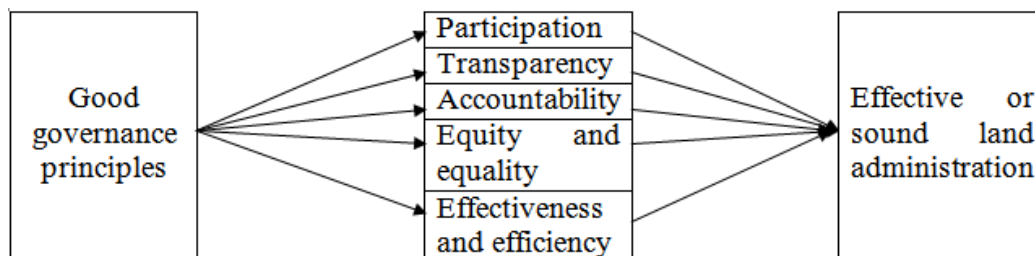 Good
governance
principles
Participation
Transparency
Accountability
Equity and
equality
Effectiveness
and efficiency
Effective or
sound land
administration